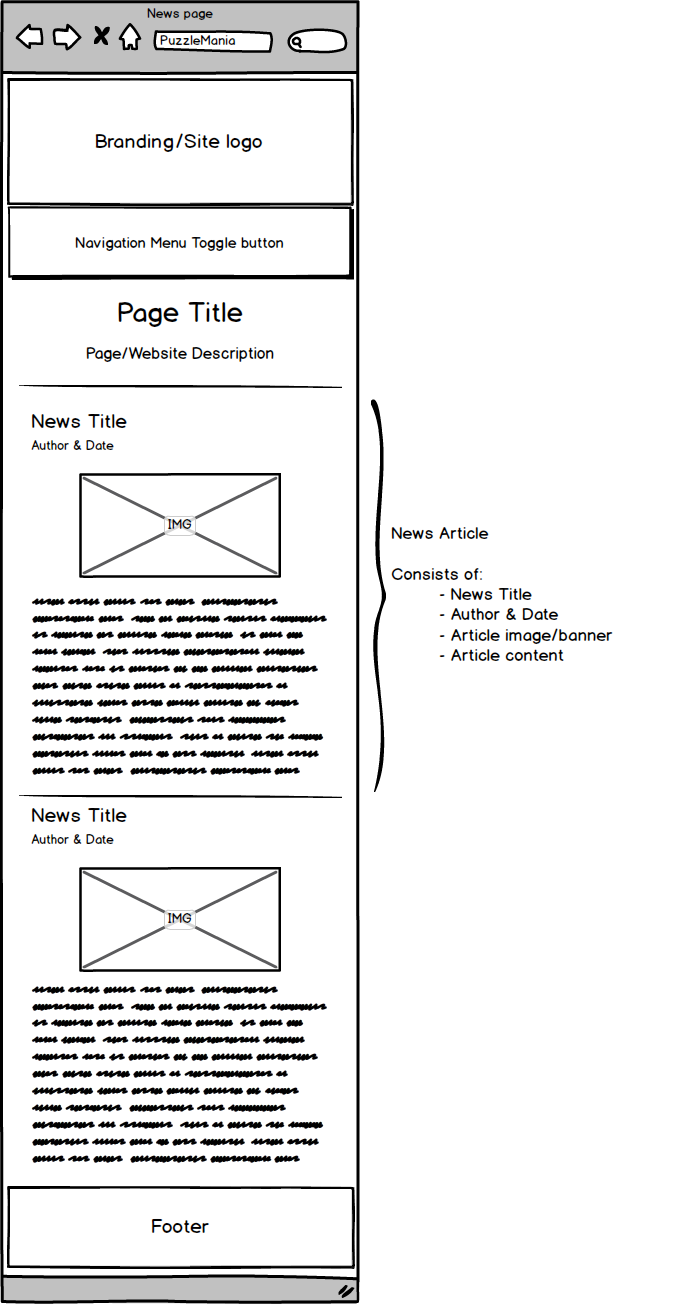 News page
PuzzleMania
Branding/Site logo
Navigation Menu Toggle button
Page Title
Page/Website Description
News Title
Author & Date
IMG
News Article
Consists of:
- News Title
- Author & Date
- Article image/banner
- Article content
News Title
Author & Date
IMG
Footer